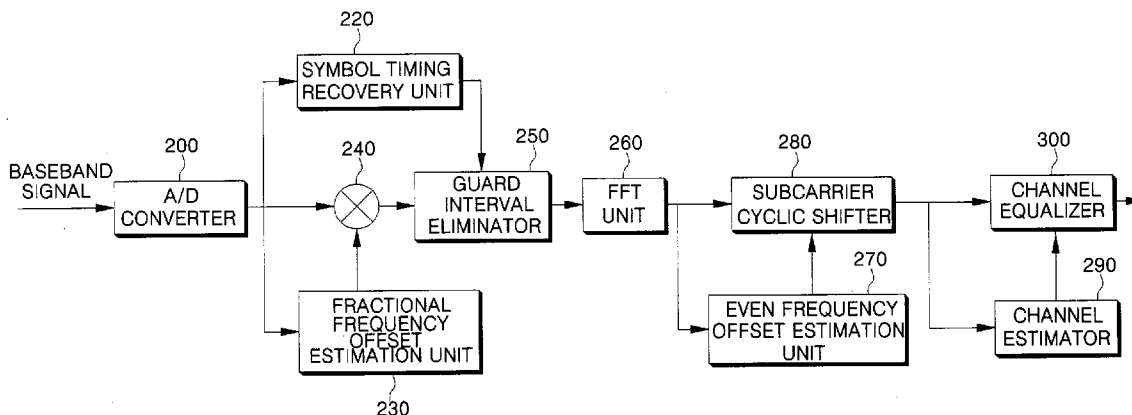 220
SYMBOL TIMING
RECOVERY UNIT
BASEBAND
SIGNAL
200
A/D
CONVERTER
240
250
GUARD
INTERVAL
ELIMINATOR
260
FFT
UNIT
280
SUBCARRIER
CYCLIC SHIFTER
300
CHANNEL
EQUALIZER
FRACTIONAL
FREQUENCY
OFFSET
ESTIMATION UNIT
230
270
EVEN FREQUENCY
OFFSET ESTIMATION
UNIT
290
CHANNEL
ESTIMATOR